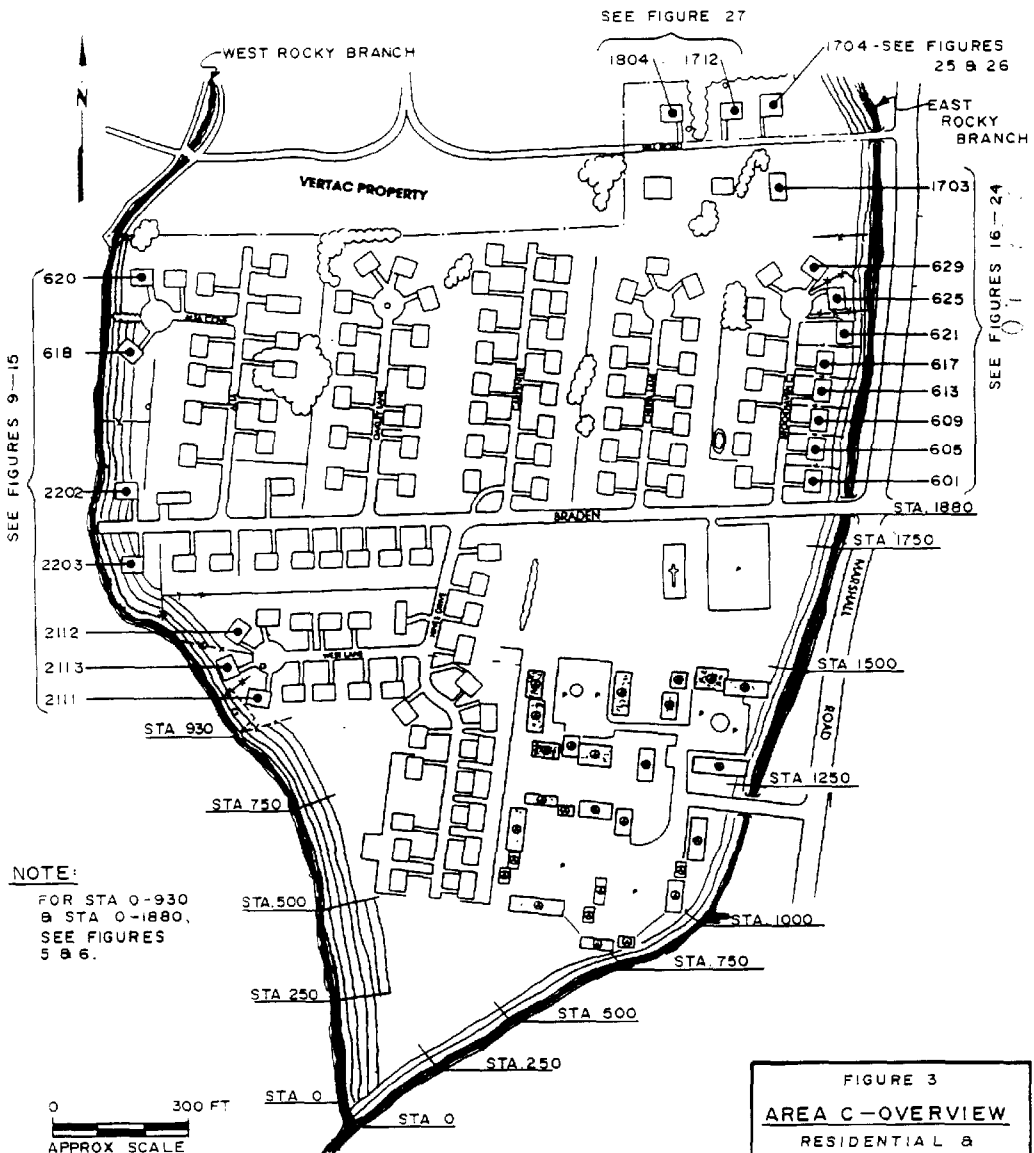 SEE FIGURE 27
WEST ROCKY BRANCH
1804
1712
1704 - SEE FIGURES
25 & 26
N
EAST
ROCKY
BRANCH
VERTAC PROPERTY
1703
SEE FIGURES 16-24
620
629
625
621
618
617
613
609
605
601
SEE FIGURES 9-15
2202
BRADEN
STA. 1880
STA 1750
2203
MARSHALL
ROAD
2112
WEST LANE
HINES DRIVE
2113
STA 1500
2111
STA 930
STA 1250
STA 750
NOTE:
FOR STA 0-930
& STA 0-1880,
SEE FIGURES
5 & 6.
STA.500
STA. 1000
STA.750
STA 250
STA 500
STA.250
STA 0
STA 0
0 300 FT
APPROX SCALE
FIGURE 3
AREA C-OVERVIEW
RESIDENTIAL &